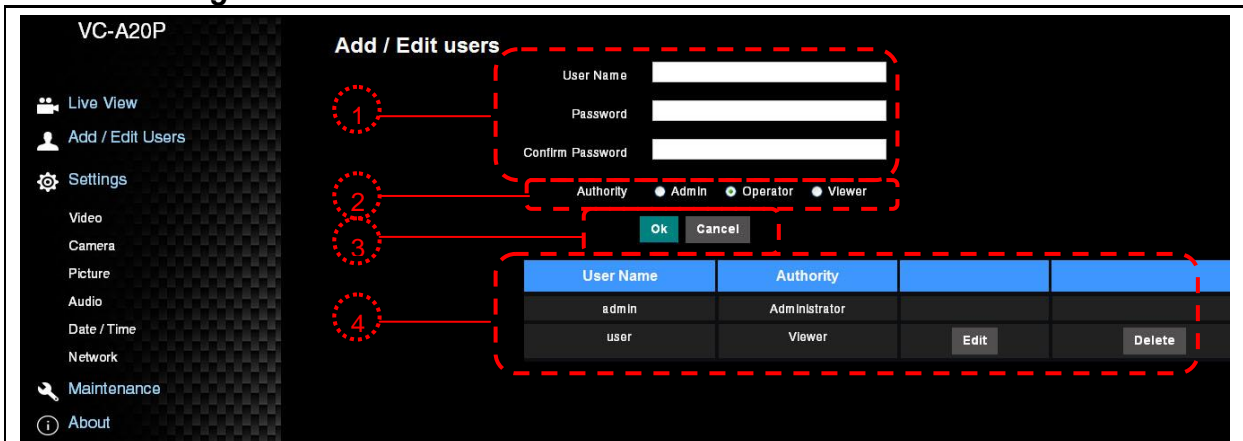 VC-A20P
Live View
Add / Edit Users
Settings
Video
Camera
Picture
Audio
Date / Time
Network
Maintenance
About
Add / Edit users
1
User Name
Password
Confirm Password
2
Authority Admin Operator Viewer
3
Ok Cancel
4
User Name Authority
admin Administrator
user Viewer Edit Delete